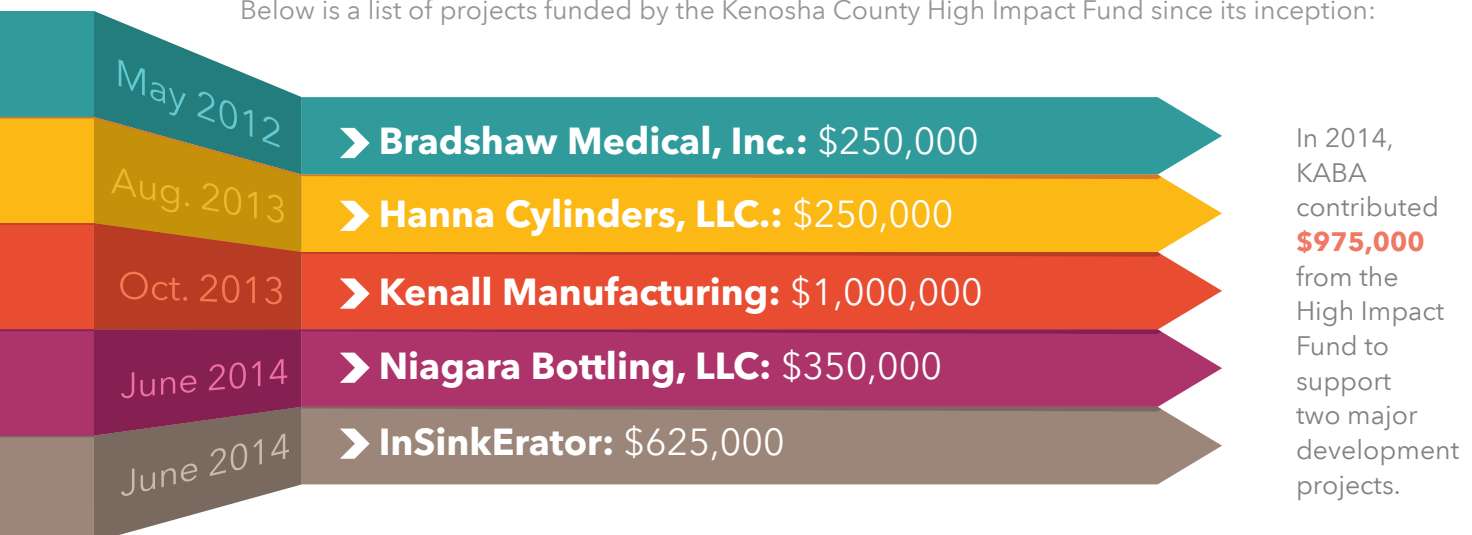 Below is a list of projects funded by the Kenosha County High Impact Fund since its inception:
May 2012
Bradshaw Medical, Inc.: $250,000
Aug. 2013
Hanna Cylinders, LLC.: $250,000
Oct. 2013
Kenall Manufacturing: $1,000,000
June 2014
Niagara Bottling, LLC: $350,000
June 2014
InSinkErator: $625,000
In 2014,
KABA
contributed
$975,000
from the
High Impact
Fund to
support
two major
development
projects.